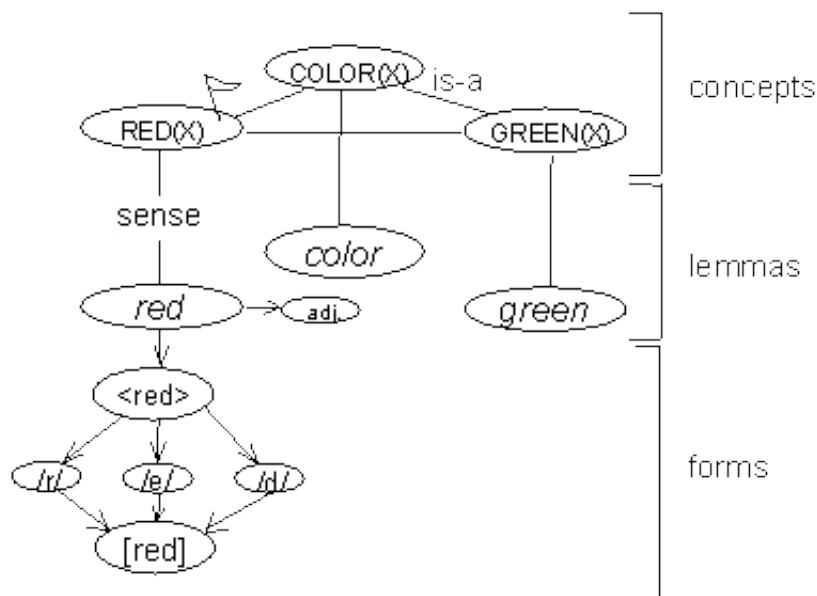 COLOR(X)
is-a
concepts
RED(X)
GREEN(X)
sense
color
lemmas
red
adj
green
<red>
/r/
/e/
/d/
forms
[red]